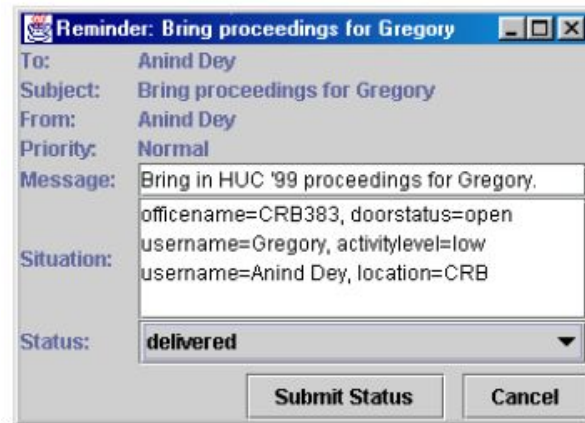 Reminder: Bring proceedings for Gregory
To: Anind Dey
Subject: Bring proceedings for Gregory
From: Anind Dey
Priority: Normal
Message: Bring in HUC '99 proceedings for Gregory.
officename=CRB383, doorstatus=open
Situation: username=Gregory, activitylevel=low
username=Anind Dey, location=CRB
Status: delivered
Submit Status Cancel